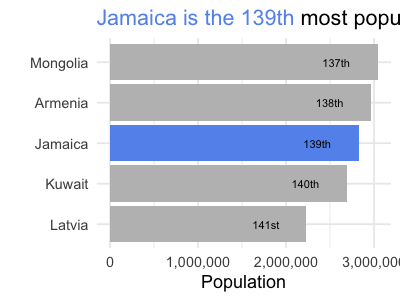 Jamaica is the 139th most popu
Mongolia 137th
Armenia 138th
Jamaica 139th
Kuwait 140th
Latvia 141st
0 1,000,000 2,000,000 3,000,00
Population